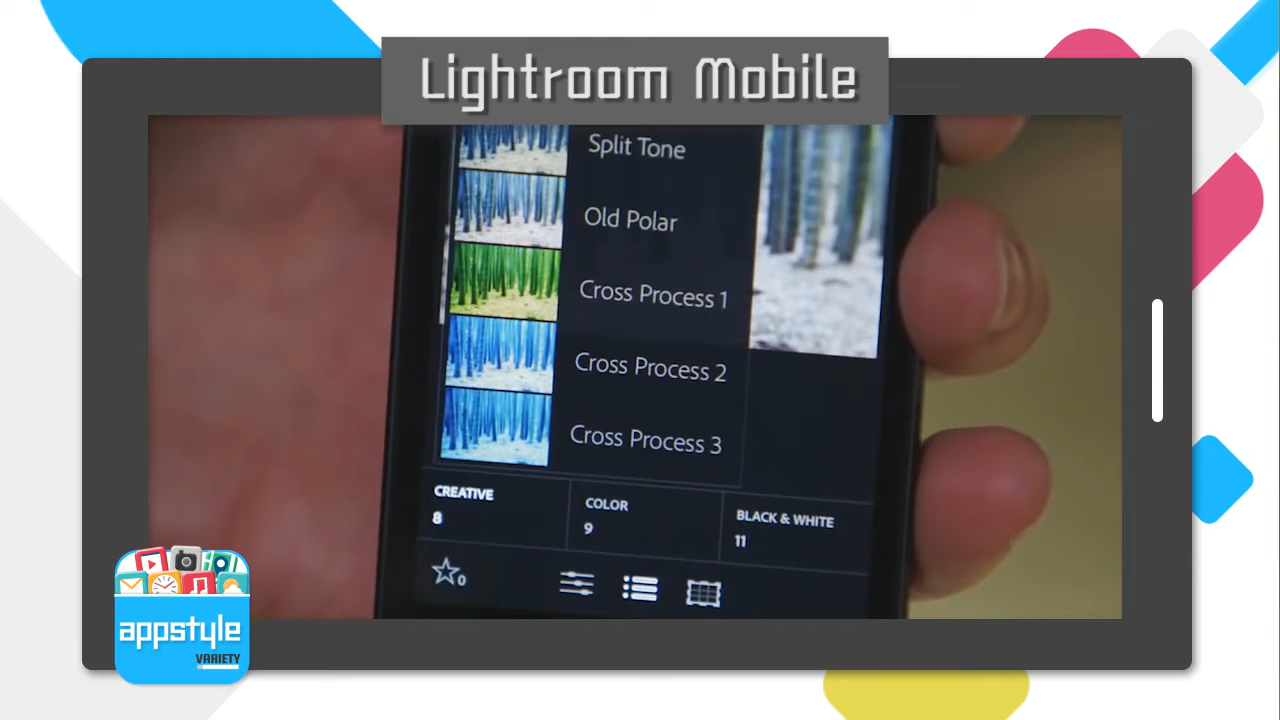 Lightroom Mobile
Split Tone
Old Polar
Cross Process 1
Cross Process 2
Cross Process 3
CREATIVE
8
COLOR
9
BLACK & WHITE
11
0
appstyle
VARIETY